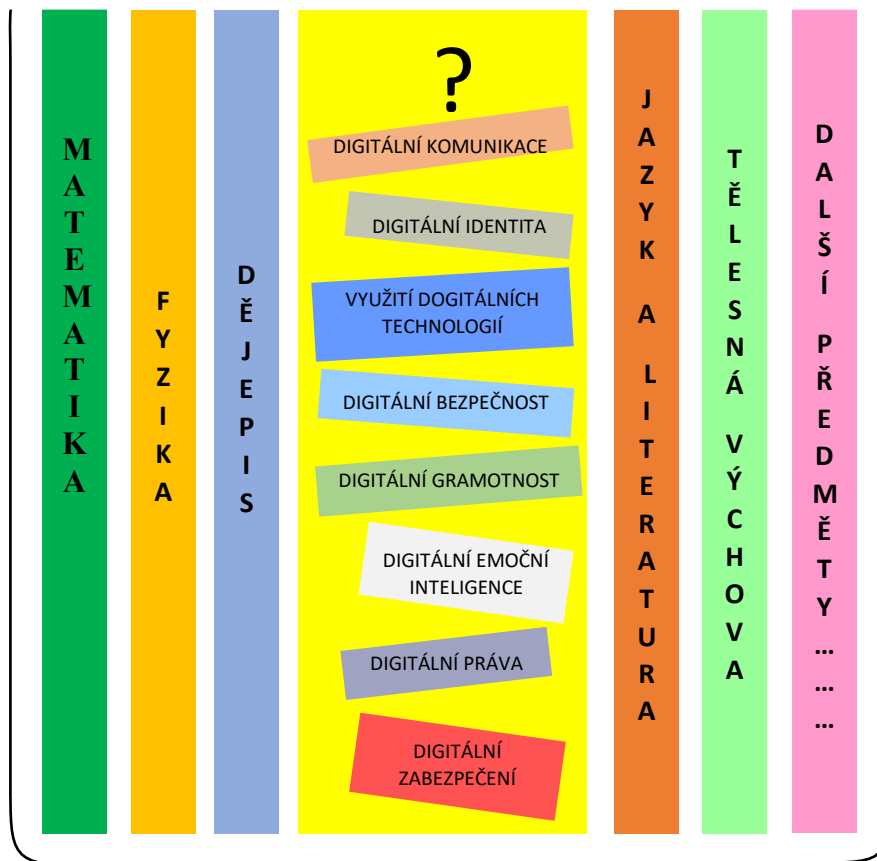 MATEMATIKA
FYZIKA
DĚJEPIS
?
DIGITÁLNÍ KOMUNIKACE
DIGITÁLNÍ IDENTITA
VYUŽITÍ DOGITÁLNÍCH
TECHNOLOGIÍ
DIGITÁLNÍ BEZPEČNOST
DIGITÁLNÍ GRAMOTNOST
DIGITÁLNÍ EMOČNÍ
INTELIGENCE
DIGITÁLNÍ PRÁVA
DIGITÁLNÍ
ZABEZPEČENÍ
JAZYK A LITERATURA
TĚLESNÁ VÝCHOVA
DALŠÍ PŘEDMĚTY………